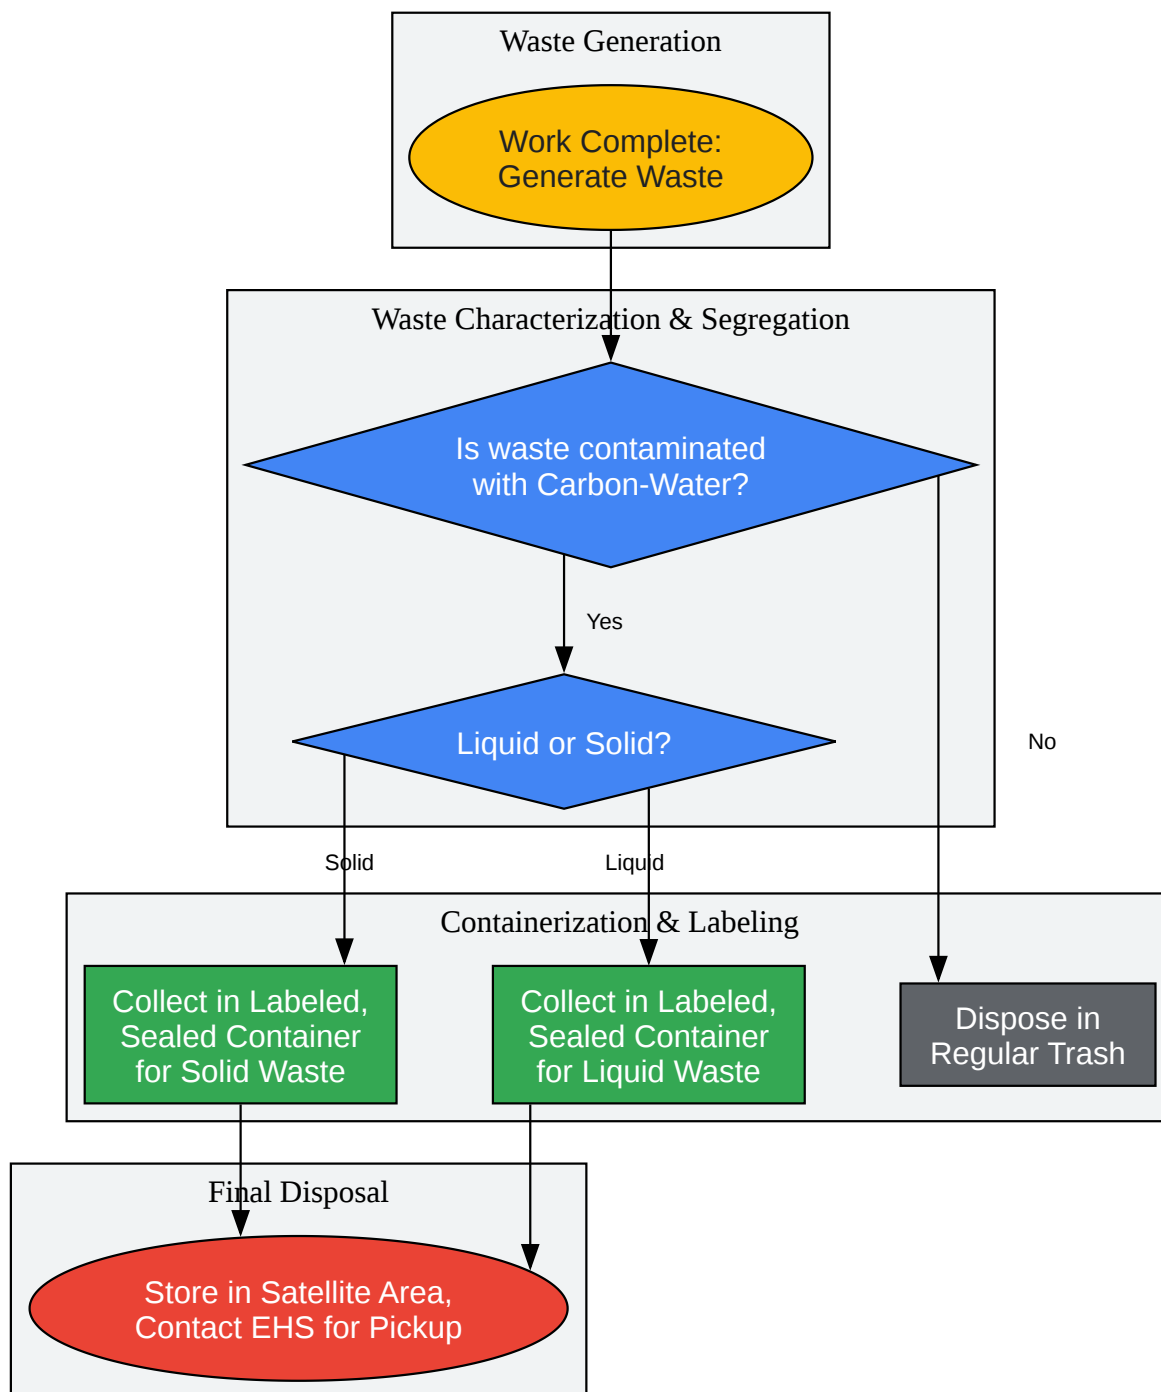 Waste Generation
Work Complete:
Generate Waste
Waste Characterization & Segregation
Is waste contaminated
with Carbon-Water?
Yes
Liquid or Solid?
No
Solid
Liquid
Containerization & Labeling
Collect in Labeled,
Sealed Container
for Solid Waste
Collect in Labeled,
Sealed Container
for Liquid Waste
Dispose in
Regular Trash
Final Disposal
Store in Satellite Area,
Contact EHS for Pickup